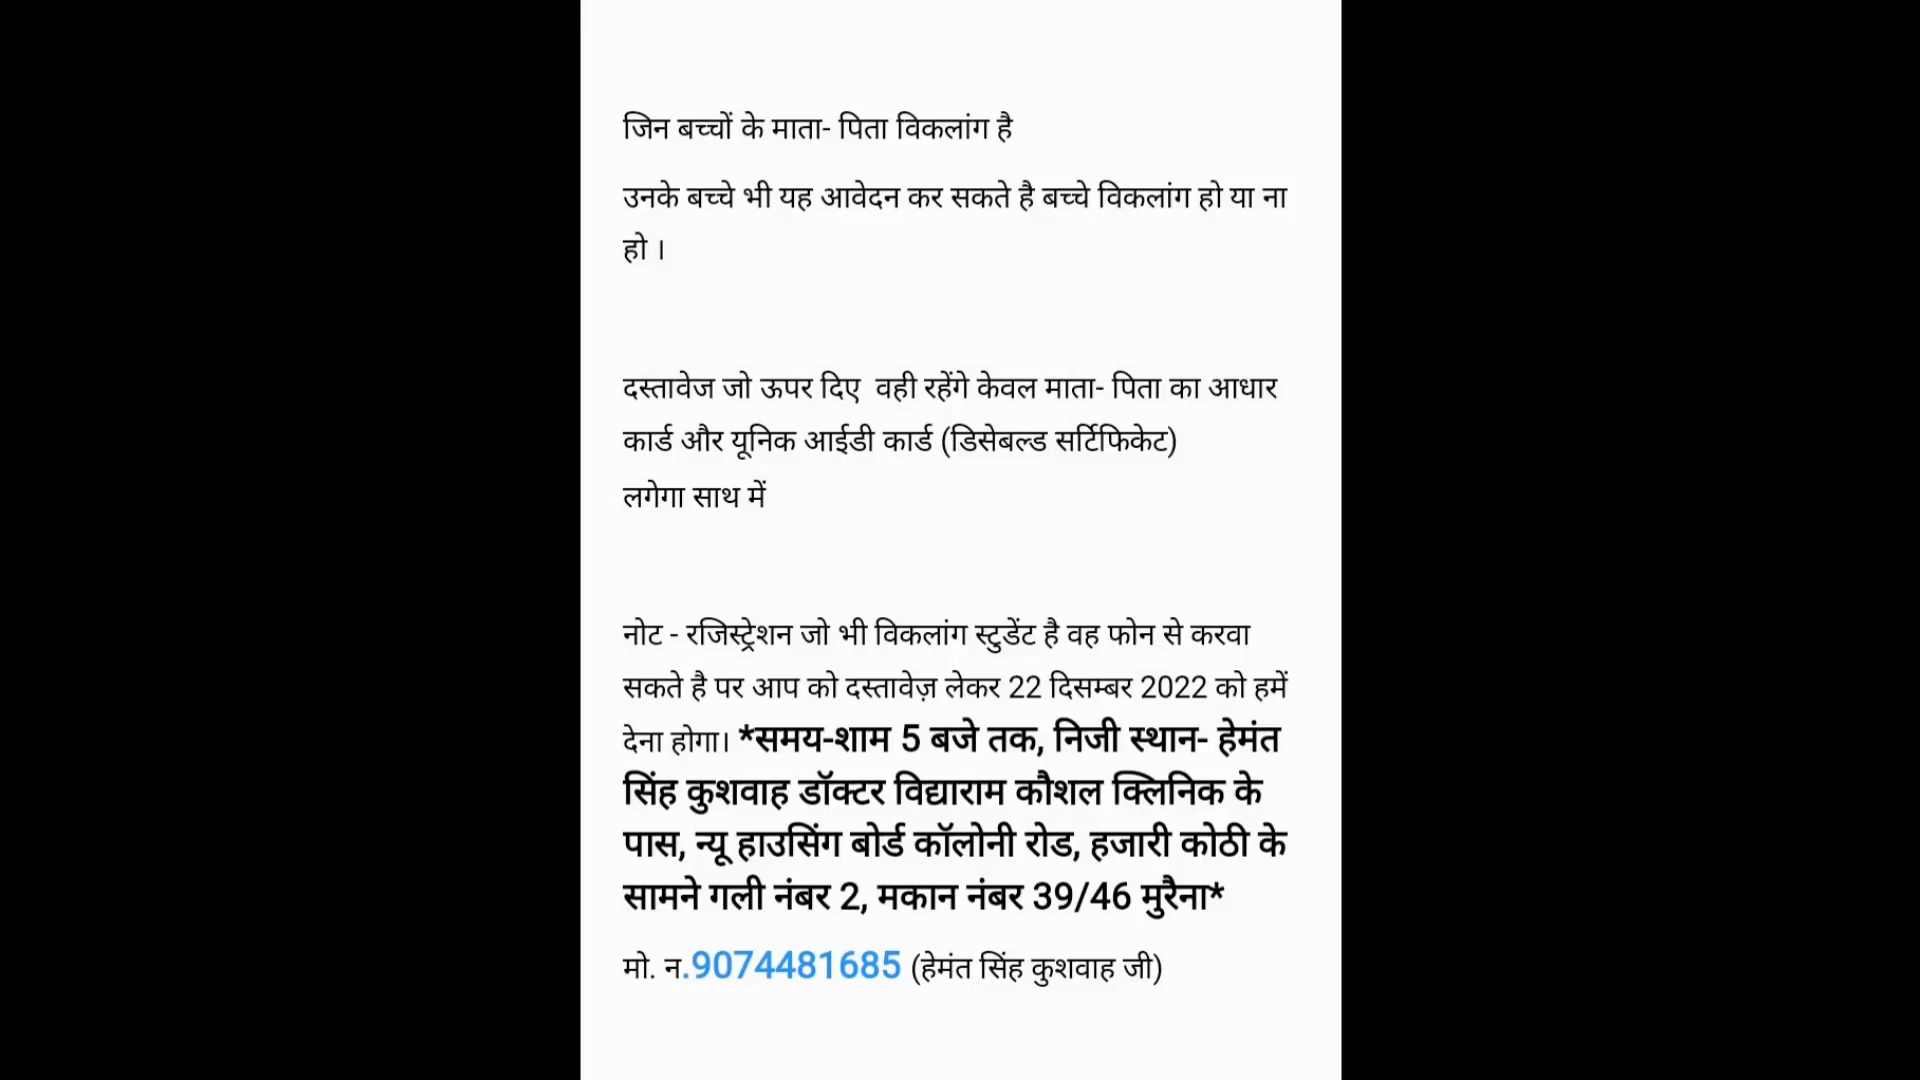 जिन बच्चों के माता- पिता विकलांग है
उनके बच्चे भी यह आवेदन कर सकते है बच्चे विकलांग हो या ना
हो ।
दस्तावेज जो ऊपर दिए  वही रहेंगे केवल माता- पिता का आधार
कार्ड और यूनिक आईडी कार्ड (डिसेबल्ड सर्टिफिकेट)
लगेगा साथ में
नोट - रजिस्ट्रेशन जो भी विकलांग स्टुडेंट है वह फोन से करवा
सकते है पर आप को दस्तावेज़ लेकर 22 दिसम्बर 2022 को हमें
देना होगा। *समय-शाम 5 बजे तक, निजी स्थान- हेमंत
सिंह कुशवाह डॉक्टर विद्याराम कौशल क्लिनिक के
पास, न्यू हाउसिंग बोर्ड कॉलोनी रोड, हजारी कोठी के
सामने गली नंबर 2, मकान नंबर 39/46 मुरैना*
मो. न.9074481685 (हेमंत सिंह कुशवाह जी)